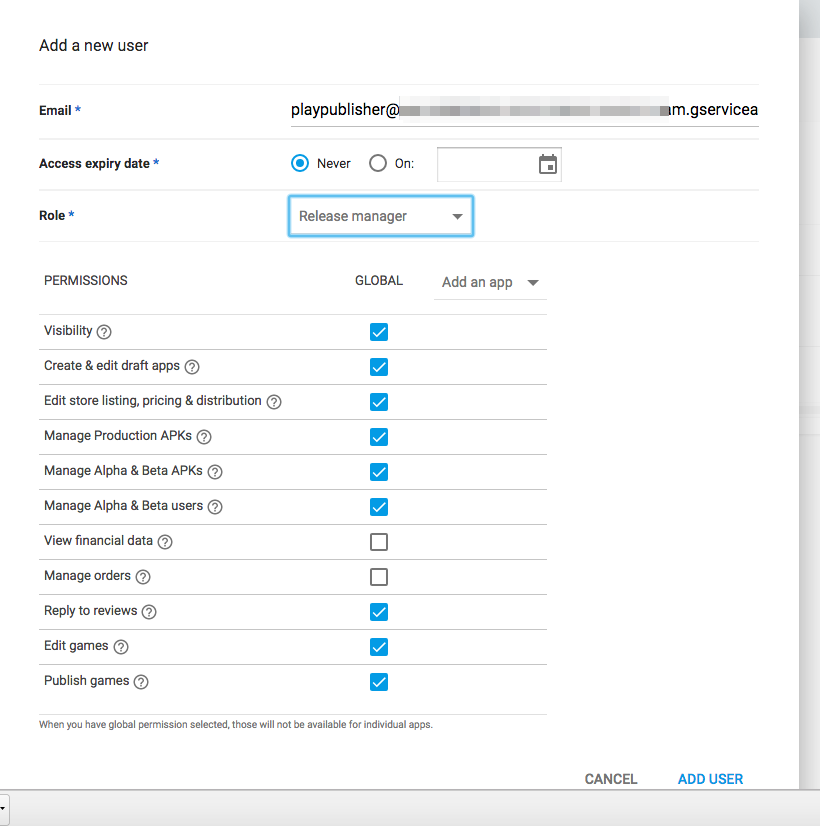 Add a new user
Email *
playpublisher@ am.gservicea
Access expiry date *
Never On:
Role *
Release manager
PERMISSIONS GLOBAL Add an app
Visibility ?
Create & edit draft apps ?
Edit store listing, pricing & distribution ?
Manage Production APKs ?
Manage Alpha & Beta APKs ?
Manage Alpha & Beta users ?
View financial data ?
Manage orders ?
Reply to reviews ?
Edit games ?
Publish games ?
When you have global permission selected, those will not be available for individual apps.
CANCEL ADD USER